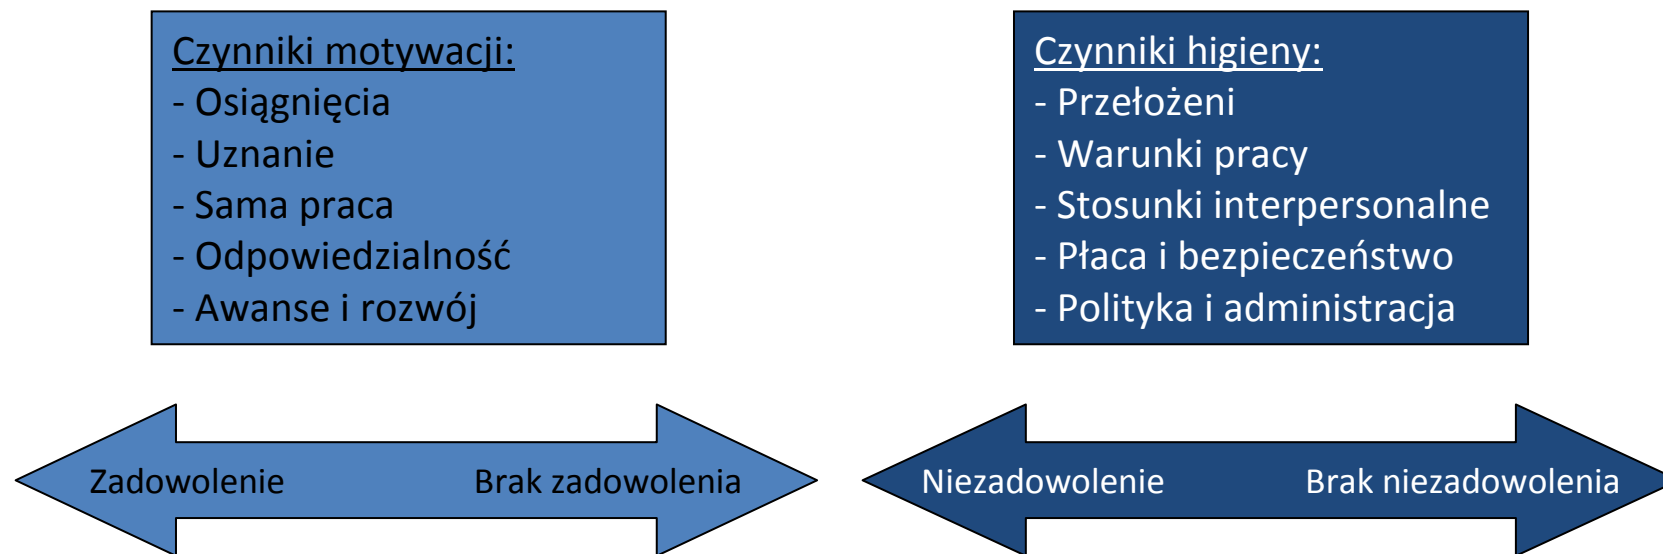 Czynniki motywacji:
- Osiągnięcia
- Uznanie
- Sama praca
- Odpowiedzialność
- Awanse i rozwój
Czynniki higieny:
- Przełożeni
- Warunki pracy
- Stosunki interpersonalne
- Płaca i bezpieczeństwo
- Polityka i administracja
Zadowolenie Brak zadowolenia
Niezadowolenie Brak niezadowolenia